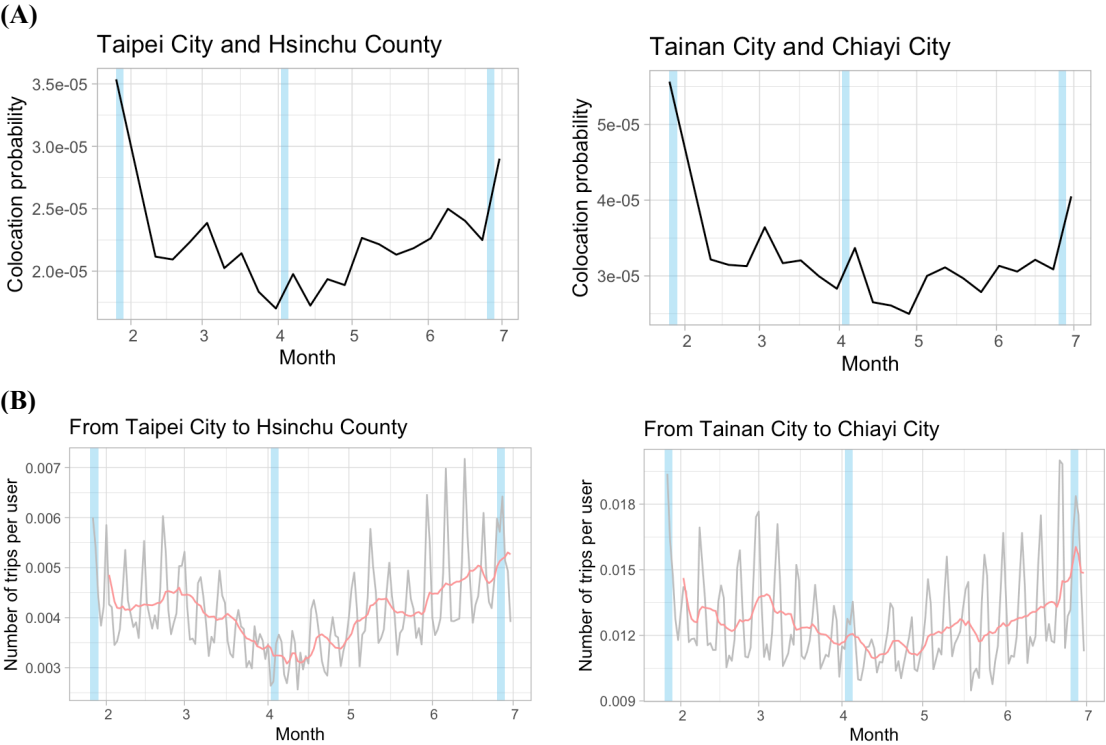 (A)
Taipei City and Hsinchu County
Colocation probability
3.5e-05
3.0e-05
2.5e-05
2.0e-05
2 3 4 5 6 7
Month
Tainan City and Chiayi City
Colocation probability
5e-05
4e-05
3e-05
2 3 4 5 6 7
Month
(B)
From Taipei City to Hsinchu County
Number of trips per user
0.007
0.006
0.005
0.004
0.003
2 3 4 5 6 7
Month
From Tainan City to Chiayi City
Number of trips per user
0.018
0.015
0.012
0.009
2 3 4 5 6 7
Month